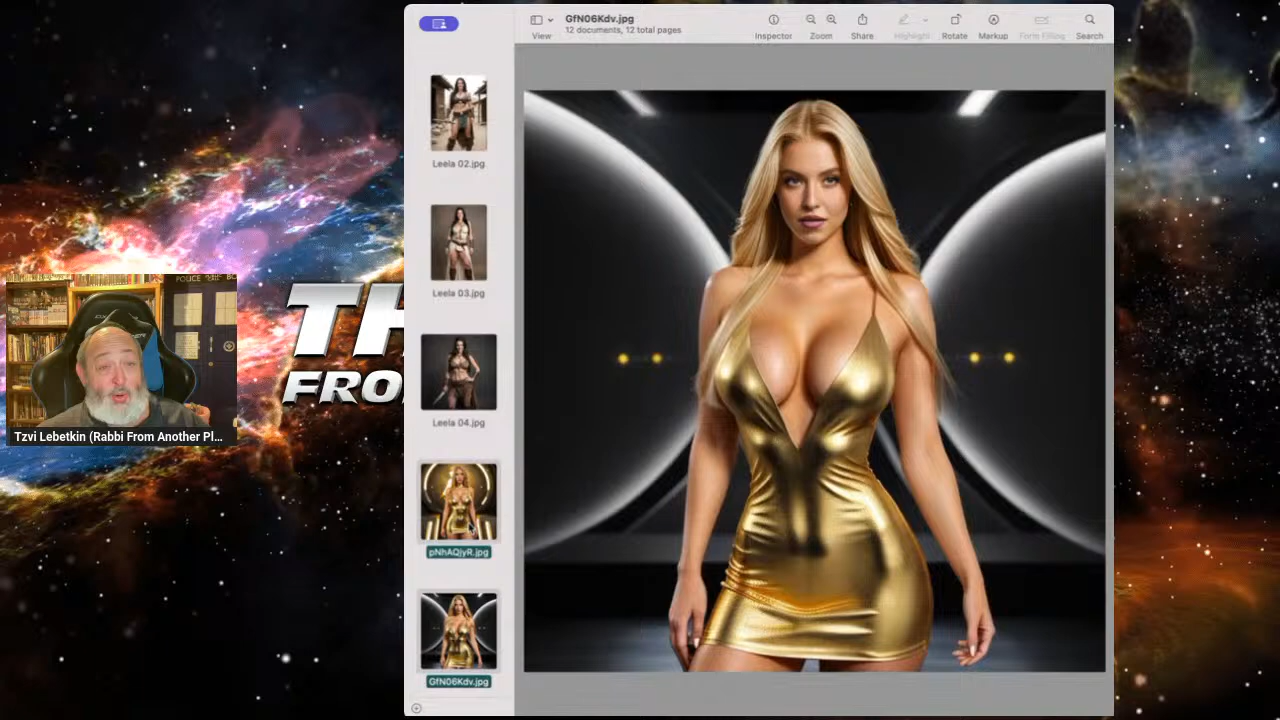 GfN06Kdv.jpg
12 documents, 12 total pages
View
Inspector
Zoom
Share
Highlight
Rotate
Markup
Form Filling
Search
Leela 02.jpg
Leela 03.jpg
Leela 04.jpg
pNhAQjyR.jpg
GfN06Kdv.jpg
TH
FRO
POLICE
Tzvi Lebetkin (Rabbi From Another Pl...